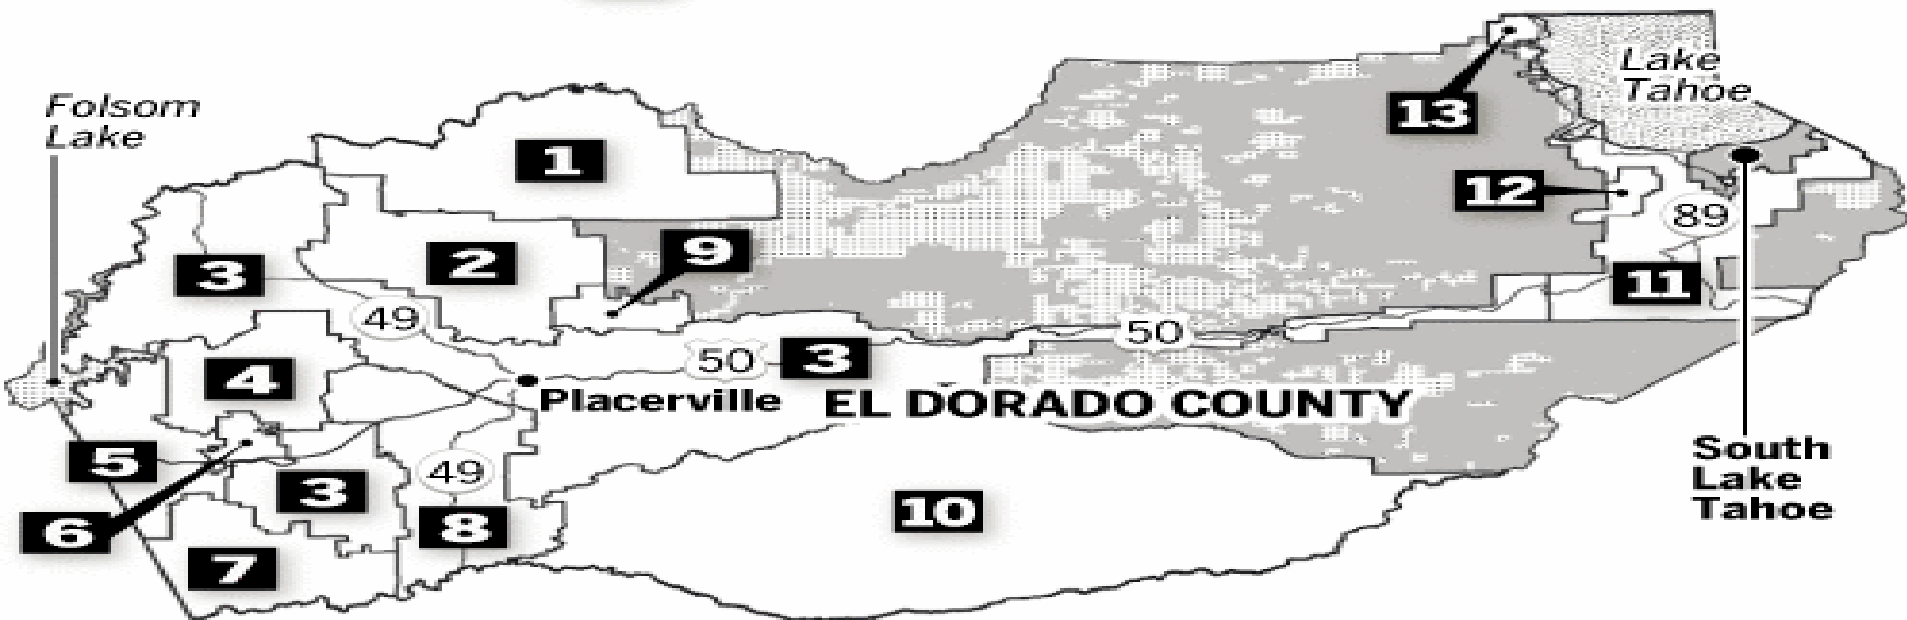 Lake
Tahoe
Folsom
Lake
13
1
12
89
2
9
3
11
49
50
50
3
4
Placerville
EL DORADO COUNTY
5
49
South
Lake
Tahoe
3
10
6
8
7